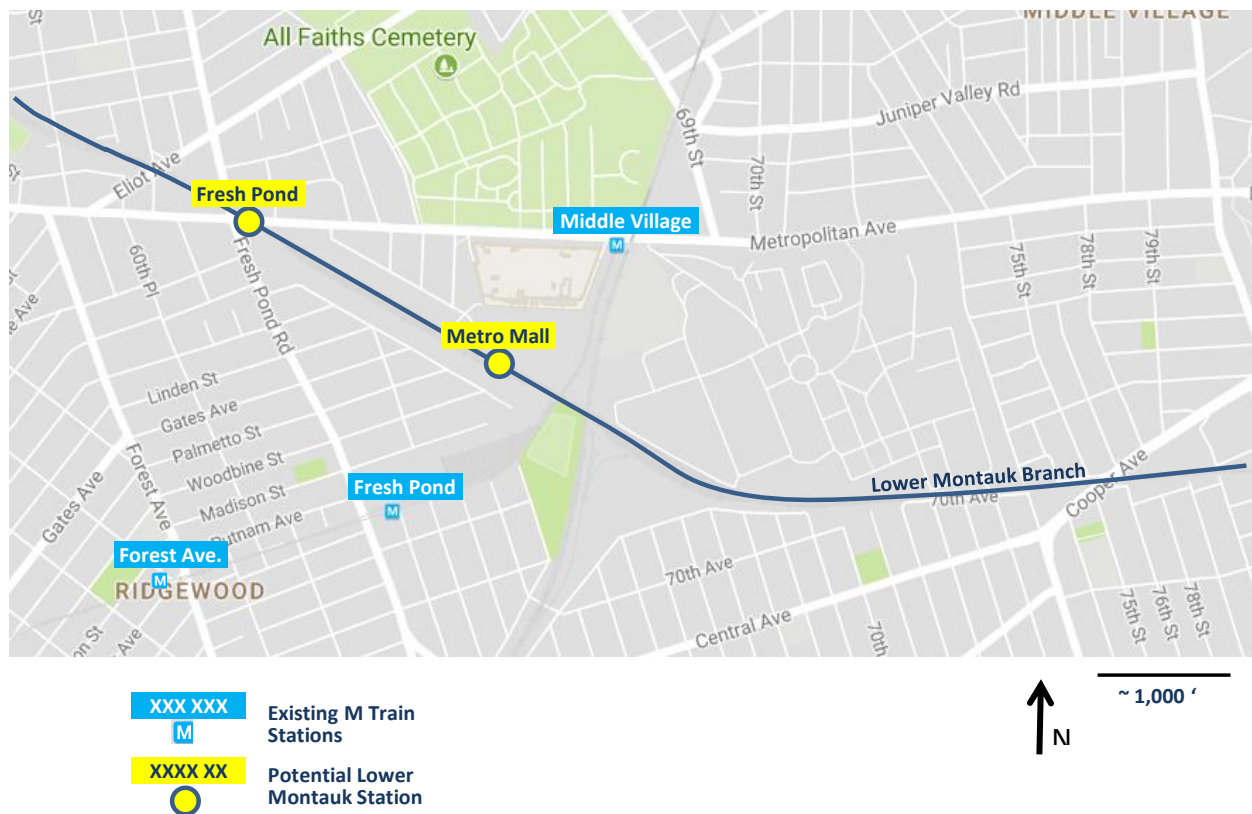 MIDDLE VILLAGE
All Faiths Cemetery
Juniper Valley Rd
69th St
70th St
Eliot Ave
Fresh Pond
Middle Village
M
Metropolitan Ave
75th St
78th St
79th St
60th Pl
Fresh Pond Rd
Metro Mall
Linden St
Gates Ave
Palmetto St
Woodbine St
Madison St
Putnam Ave
Forest Ave
Gates Ave
Fresh Pond
M
Lower Montauk Branch
70th Ave
Cooper Ave
Forest Ave.
M
RIDGEWOOD
70th Ave
Central Ave
70th
75th St
76th St
78th St
St
Ave
XXX XXX
M
Existing M Train
Stations
XXXX XX
Potential Lower
Montauk Station
N
~ 1,000 ‘